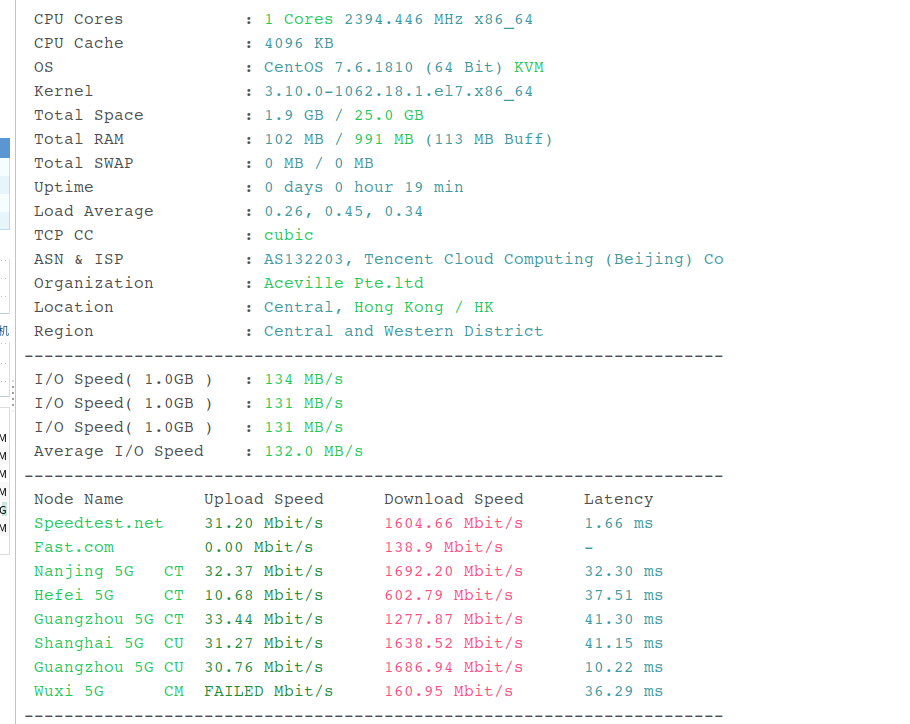 CPU Cores : 1 Cores 2394.446 MHz x86_64
CPU Cache : 4096 KB
OS : CentOS 7.6.1810 (64 Bit) KVM
Kernel : 3.10.0-1062.18.1.el7.x86_64
Total Space : 1.9 GB / 25.0 GB
Total RAM : 102 MB / 991 MB (113 MB Buff)
Total SWAP : 0 MB / 0 MB
Uptime : 0 days 0 hour 19 min
Load Average : 0.26, 0.45, 0.34
TCP CC : cubic
ASN & ISP : AS132203, Tencent Cloud Computing (Beijing) Co
Organization : Aceville Pte.ltd
Location : Central, Hong Kong / HK
Region : Central and Western District
----------------------------------------------------------------------
I/O Speed( 1.0GB ) : 134 MB/s
I/O Speed( 1.0GB ) : 131 MB/s
I/O Speed( 1.0GB ) : 131 MB/s
Average I/O Speed : 132.0 MB/s
----------------------------------------------------------------------
Node Name Upload Speed Download Speed Latency
Speedtest.net 31.20 Mbit/s 1604.66 Mbit/s 1.66 ms
Fast.com 0.00 Mbit/s 138.9 Mbit/s -
Nanjing 5G CT 32.37 Mbit/s 1692.20 Mbit/s 32.30 ms
Hefei 5G CT 10.68 Mbit/s 602.79 Mbit/s 37.51 ms
Guangzhou 5G CT 33.44 Mbit/s 1277.87 Mbit/s 41.30 ms
Shanghai 5G CU 31.27 Mbit/s 1638.52 Mbit/s 41.15 ms
Guangzhou 5G CU 30.76 Mbit/s 1686.94 Mbit/s 10.22 ms
Wuxi 5G CM FAILED Mbit/s 160.95 Mbit/s 36.29 ms
----------------------------------------------------------------------
机
M
M
M
M
G
M